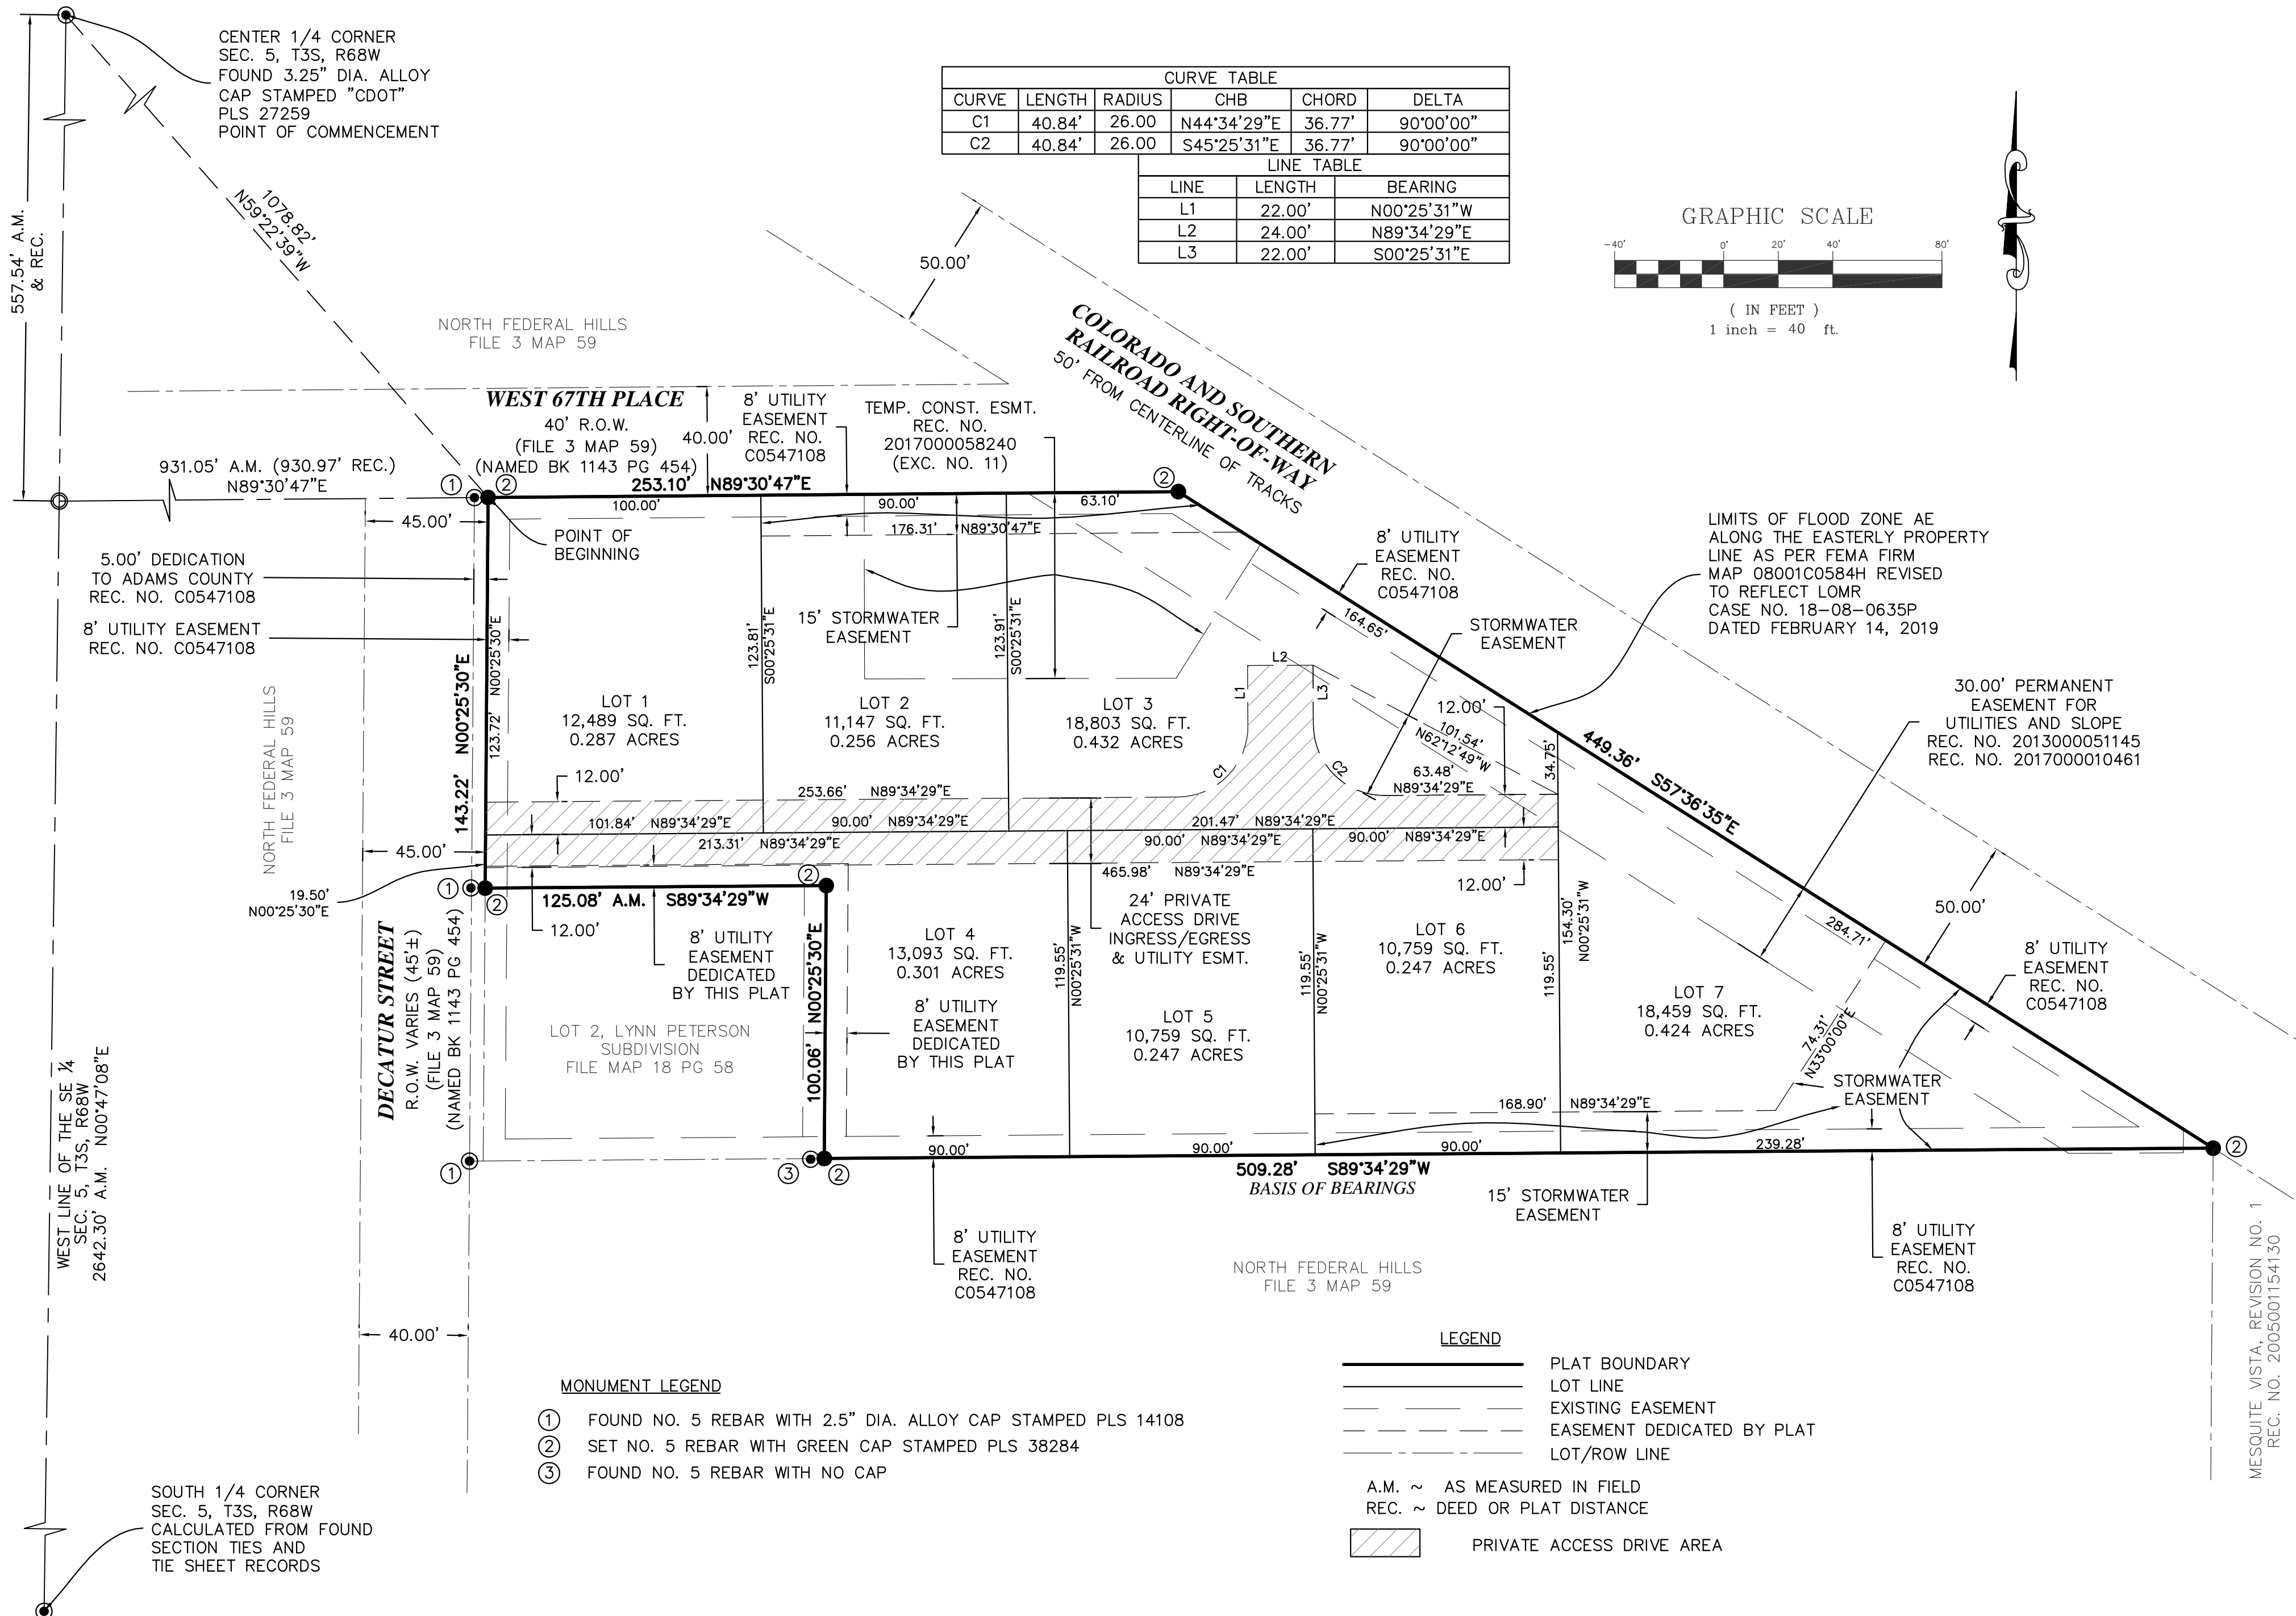 CENTER 1/4 CORNER
SEC. 5, T3S, R68W
FOUND 3.25" DIA. ALLOY
CAP STAMPED "CDOT"
PLS 27259
POINT OF COMMENCEMENT
557.54' A.M.
& REC.
1078.82'
N59°22'39"W
CURVE TABLE
CURVE LENGTH RADIUS CHB CHORD DELTA
C1 40.84' 26.00 N44°34'29"E 36.77' 90°00'00"
C2 40.84' 26.00 S45°25'31"E 36.77' 90°00'00"
LINE TABLE
LINE LENGTH BEARING
L1 22.00' N00°25'31"W
L2 24.00' N89°34'29"E
L3 22.00' S00°25'31"E
GRAPHIC SCALE
-40' 0' 20' 40' 80'
( IN FEET )
1 inch = 40 ft.
50.00'
COLORADO AND SOUTHERN
RAILROAD RIGHT-OF-WAY
50' FROM CENTERLINE OF TRACKS
NORTH FEDERAL HILLS
FILE 3 MAP 59
WEST 67TH PLACE
40' R.O.W.
(FILE 3 MAP 59)
(NAMED BK 1143 PG 454)
40.00'
8' UTILITY
EASEMENT
REC. NO.
C0547108
TEMP. CONST. ESMT.
REC. NO.
2017000058240
(EXC. NO. 11)
931.05' A.M. (930.97' REC.)
N89°30'47"E
1
2
253.10' N89°30'47"E
2
100.00'
90.00'
63.10'
176.31' N89°30'47"E
45.00'
POINT OF
BEGINNING
5.00' DEDICATION
TO ADAMS COUNTY
REC. NO. C0547108
8' UTILITY EASEMENT
REC. NO. C0547108
143.22' N00°25'30"E
123.72'
N00°25'30"E
123.81'
S00°25'31"E
123.91'
S00°25'31"E
15' STORMWATER
EASEMENT
8' UTILITY
EASEMENT
REC. NO.
C0547108
164.65'
STORMWATER
EASEMENT
LIMITS OF FLOOD ZONE AE
ALONG THE EASTERLY PROPERTY
LINE AS PER FEMA FIRM
MAP 08001C0584H REVISED
TO REFLECT LOMR
CASE NO. 18-08-0635P
DATED FEBRUARY 14, 2019
30.00' PERMANENT
EASEMENT FOR
UTILITIES AND SLOPE
REC. NO. 2013000051145
REC. NO. 2017000010461
NORTH FEDERAL HILLS
FILE 3 MAP 59
LOT 1
12,489 SQ. FT.
0.287 ACRES
LOT 2
11,147 SQ. FT.
0.256 ACRES
LOT 3
18,803 SQ. FT.
0.432 ACRES
L1
L2
L3
C1
C2
12.00'
101.54'
N62°12'49"W
34.75'
63.48'
N89°34'29"E
449.36' S57°36'35"E
12.00'
253.66' N89°34'29"E
101.84' N89°34'29"E
90.00' N89°34'29"E
201.47' N89°34'29"E
213.31' N89°34'29"E
90.00' N89°34'29"E
90.00' N89°34'29"E
465.98' N89°34'29"E
45.00'
19.50'
N00°25'30"E
1
2
2
125.08' A.M. S89°34'29"W
12.00'
12.00'
24' PRIVATE
ACCESS DRIVE
INGRESS/EGRESS
& UTILITY ESMT.
8' UTILITY
EASEMENT
DEDICATED
BY THIS PLAT
100.06' N00°25'30"E
LOT 4
13,093 SQ. FT.
0.301 ACRES
8' UTILITY
EASEMENT
DEDICATED
BY THIS PLAT
119.55'
N00°25'31"W
LOT 5
10,759 SQ. FT.
0.247 ACRES
119.55'
N00°25'31"W
LOT 6
10,759 SQ. FT.
0.247 ACRES
119.55'
154.30'
N00°25'31"W
LOT 7
18,459 SQ. FT.
0.424 ACRES
284.71'
50.00'
8' UTILITY
EASEMENT
REC. NO.
C0547108
74.31'
N33°00'00"E
STORMWATER
EASEMENT
168.90' N89°34'29"E
DECATUR STREET
R.O.W. VARIES (45'±)
(FILE 3 MAP 59)
(NAMED BK 1143 PG 454)
LOT 2, LYNN PETERSON
SUBDIVISION
FILE MAP 18 PG 58
WEST LINE OF THE SE ¼
SEC. 5, T3S, R68W
2642.30' A.M. N00°47'08"E
1
3
2
90.00'
90.00'
90.00'
239.28'
2
509.28' S89°34'29"W
BASIS OF BEARINGS
15' STORMWATER
EASEMENT
8' UTILITY
EASEMENT
REC. NO.
C0547108
NORTH FEDERAL HILLS
FILE 3 MAP 59
8' UTILITY
EASEMENT
REC. NO.
C0547108
MESQUITE VISTA, REVISION NO. 1
REC. NO. 20050001154130
40.00'
MONUMENT LEGEND
1 FOUND NO. 5 REBAR WITH 2.5" DIA. ALLOY CAP STAMPED PLS 14108
2 SET NO. 5 REBAR WITH GREEN CAP STAMPED PLS 38284
3 FOUND NO. 5 REBAR WITH NO CAP
LEGEND
PLAT BOUNDARY
LOT LINE
EXISTING EASEMENT
EASEMENT DEDICATED BY PLAT
LOT/ROW LINE
A.M. ~ AS MEASURED IN FIELD
REC. ~ DEED OR PLAT DISTANCE
PRIVATE ACCESS DRIVE AREA
SOUTH 1/4 CORNER
SEC. 5, T3S, R68W
CALCULATED FROM FOUND
SECTION TIES AND
TIE SHEET RECORDS